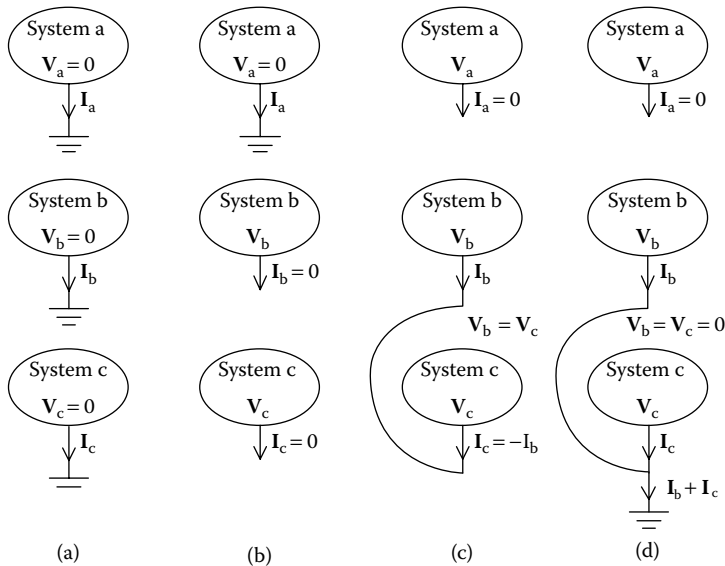 System a
V_a = 0
I_a
System b
V_b = 0
I_b
System c
V_c = 0
I_c
(a)
System a
V_a = 0
I_a
System b
V_b
I_b = 0
System c
V_c
I_c = 0
(b)
System a
V_a
I_a = 0
System b
V_b
I_b
V_b = V_c
System c
V_c
I_c = −I_b
(c)
System a
V_a
I_a = 0
System b
V_b
I_b
V_b = V_c = 0
System c
V_c
I_c
I_b + I_c
(d)